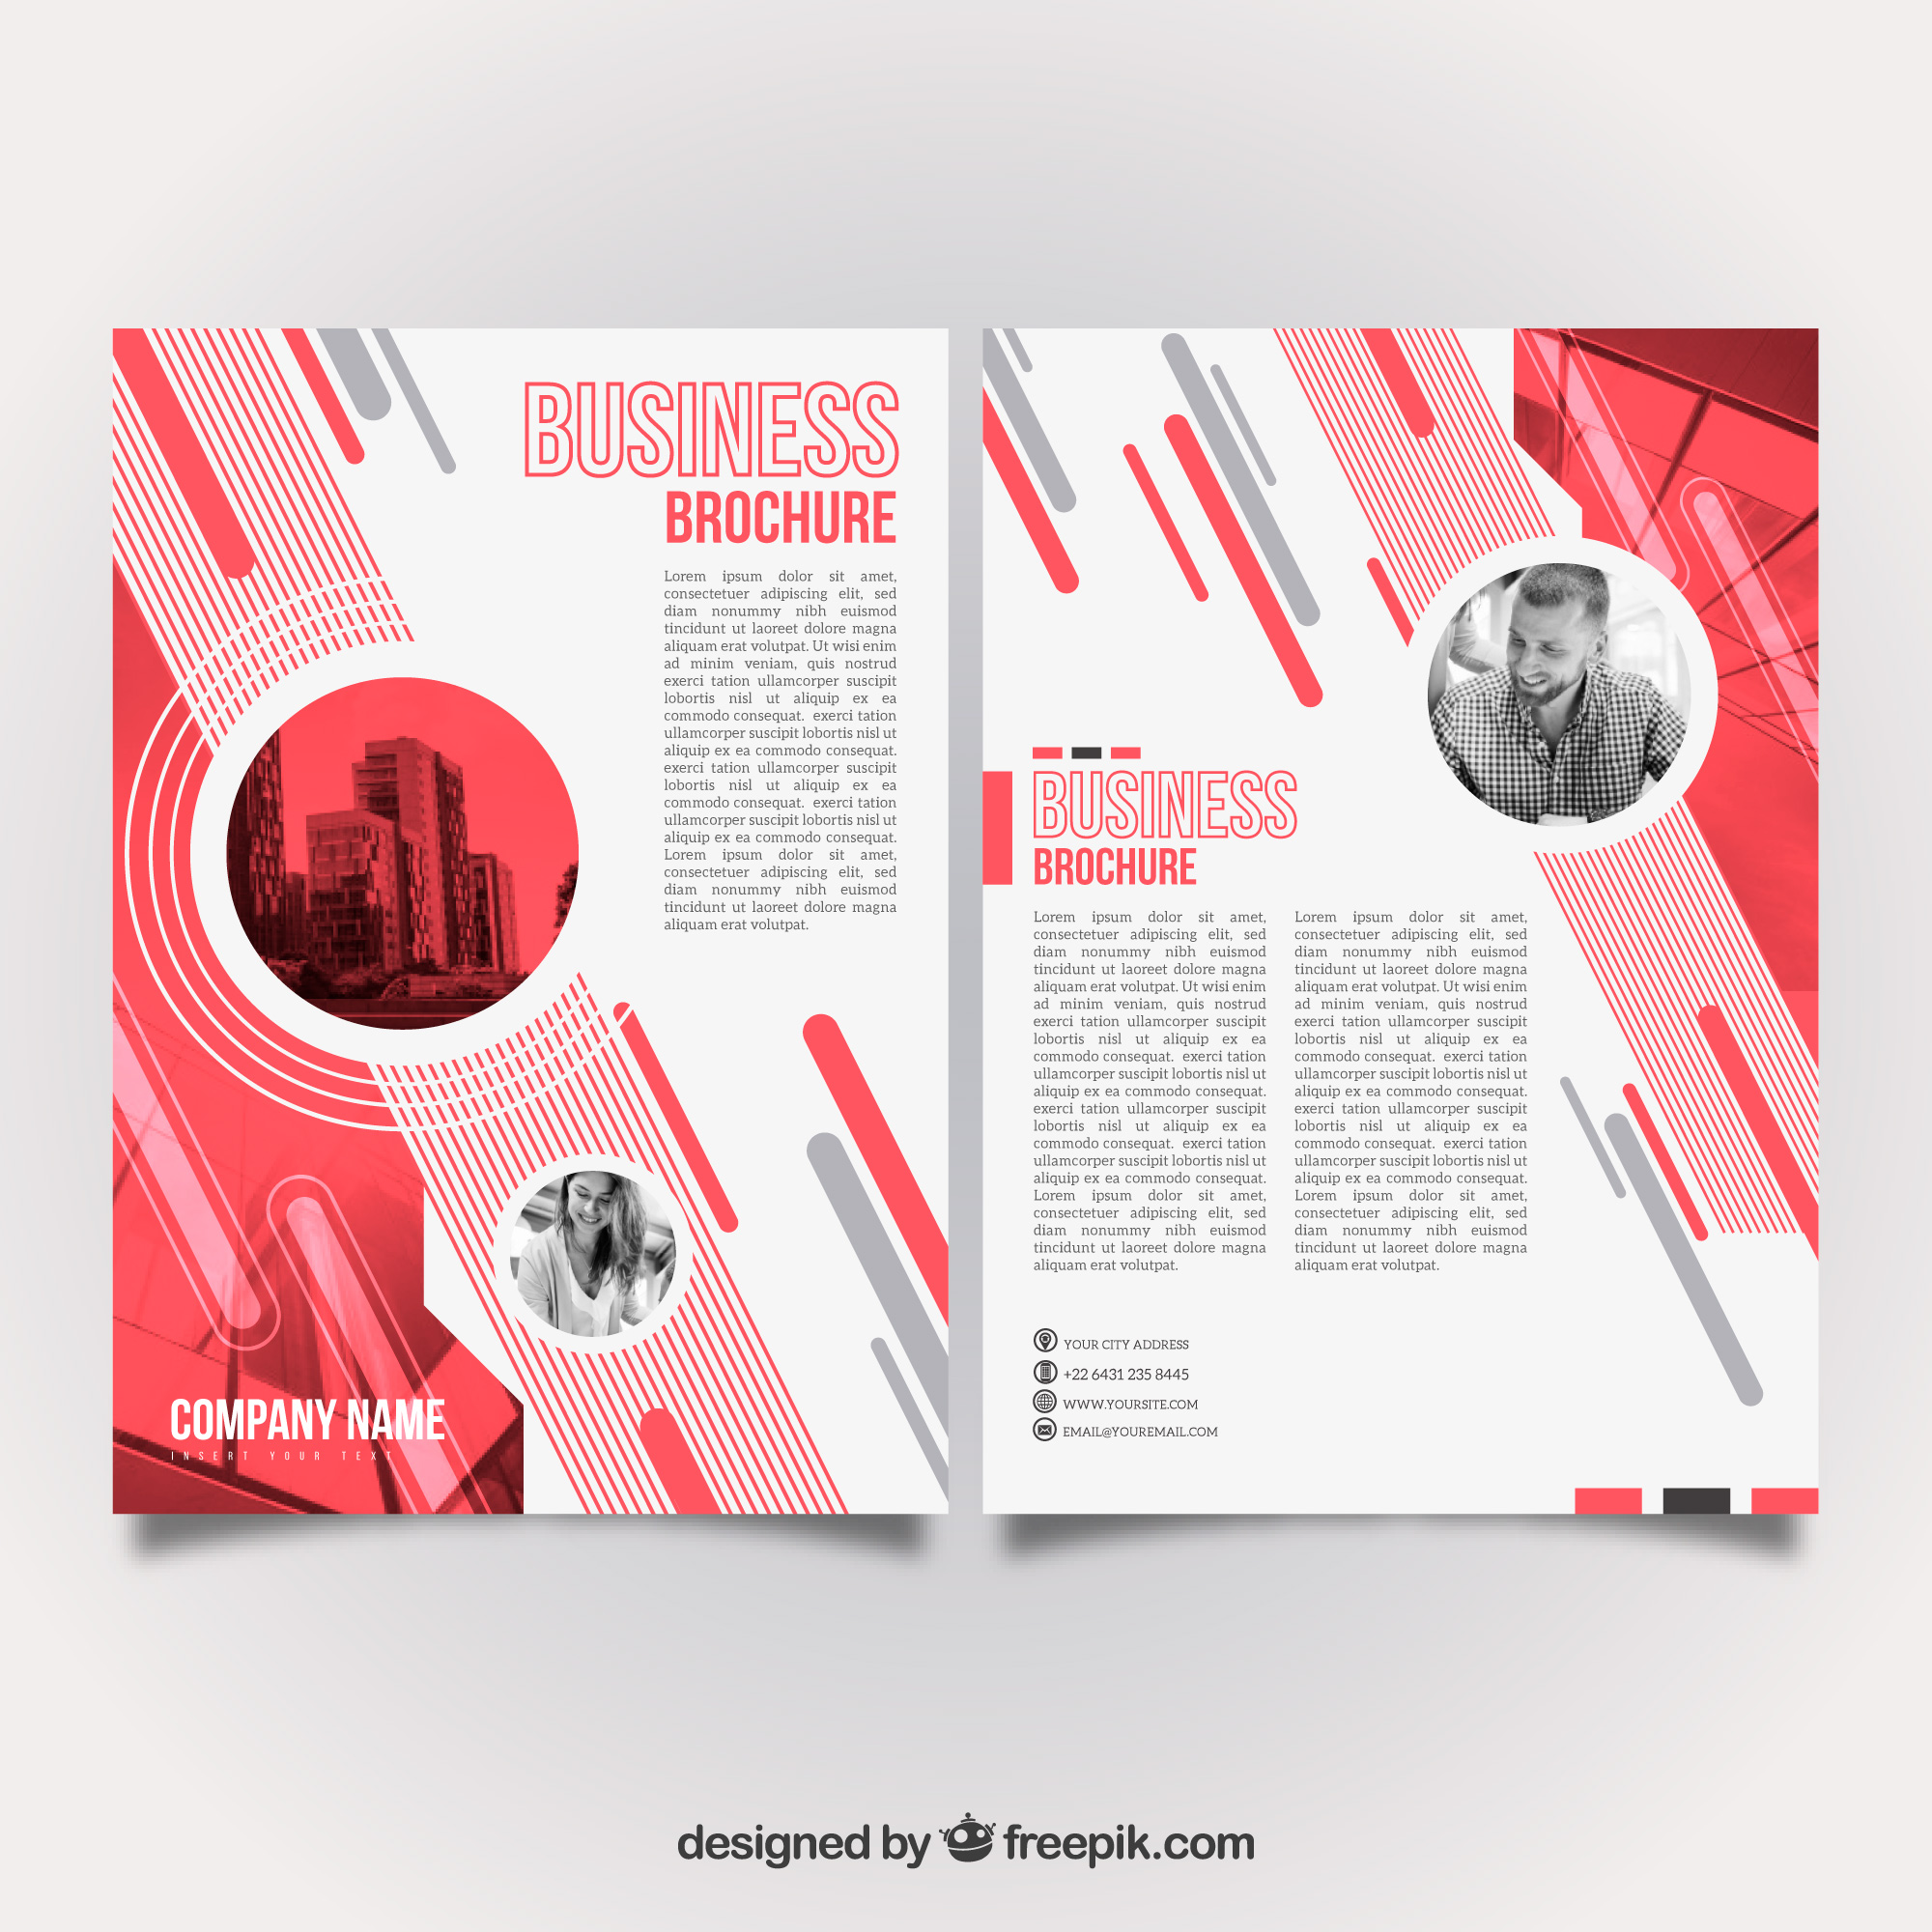 BUSINESS
BROCHURE
Lorem ipsum dolor sit amet,
consectetuer adipiscing elit, sed
diam nonummy nibh euismod
tincidunt ut laoreet dolore magna
aliquam erat volutpat. Ut wisi enim
ad minim veniam, quis nostrud
exerci tation ullamcorper suscipit
lobortis nisl ut aliquip ex ea
commodo consequat. exerci tation
ullamcorper suscipit lobortis nisl ut
aliquip ex ea commodo consequat.
exerci tation ullamcorper suscipit
lobortis nisl ut aliquip ex ea
commodo consequat. exerci tation
ullamcorper suscipit lobortis nisl ut
aliquip ex ea commodo consequat.
Lorem ipsum dolor sit amet,
consectetuer adipiscing elit, sed
diam nonummy nibh euismod
tincidunt ut laoreet dolore magna
aliquam erat volutpat.
COMPANY NAME
INSERT YOUR TEXT
BUSINESS
BROCHURE
Lorem ipsum dolor sit amet,
consectetuer adipiscing elit, sed
diam nonummy nibh euismod
tincidunt ut laoreet dolore magna
aliquam erat volutpat. Ut wisi enim
ad minim veniam, quis nostrud
exerci tation ullamcorper suscipit
lobortis nisl ut aliquip ex ea
commodo consequat. exerci tation
ullamcorper suscipit lobortis nisl ut
aliquip ex ea commodo consequat.
exerci tation ullamcorper suscipit
lobortis nisl ut aliquip ex ea
commodo consequat. exerci tation
ullamcorper suscipit lobortis nisl ut
aliquip ex ea commodo consequat.
Lorem ipsum dolor sit amet,
consectetuer adipiscing elit, sed
diam nonummy nibh euismod
tincidunt ut laoreet dolore magna
aliquam erat volutpat.
Lorem ipsum dolor sit amet,
consectetuer adipiscing elit, sed
diam nonummy nibh euismod
tincidunt ut laoreet dolore magna
aliquam erat volutpat. Ut wisi enim
ad minim veniam, quis nostrud
exerci tation ullamcorper suscipit
lobortis nisl ut aliquip ex ea
commodo consequat. exerci tation
ullamcorper suscipit lobortis nisl ut
aliquip ex ea commodo consequat.
exerci tation ullamcorper suscipit
lobortis nisl ut aliquip ex ea
commodo consequat. exerci tation
ullamcorper suscipit lobortis nisl ut
aliquip ex ea commodo consequat.
Lorem ipsum dolor sit amet,
consectetuer adipiscing elit, sed
diam nonummy nibh euismod
tincidunt ut laoreet dolore magna
aliquam erat volutpat.
YOUR CITY ADDRESS
+22 6431 235 8445
WWW.YOURSITE.COM
EMAIL@YOUREMAIL.COM
designed by freepik.com